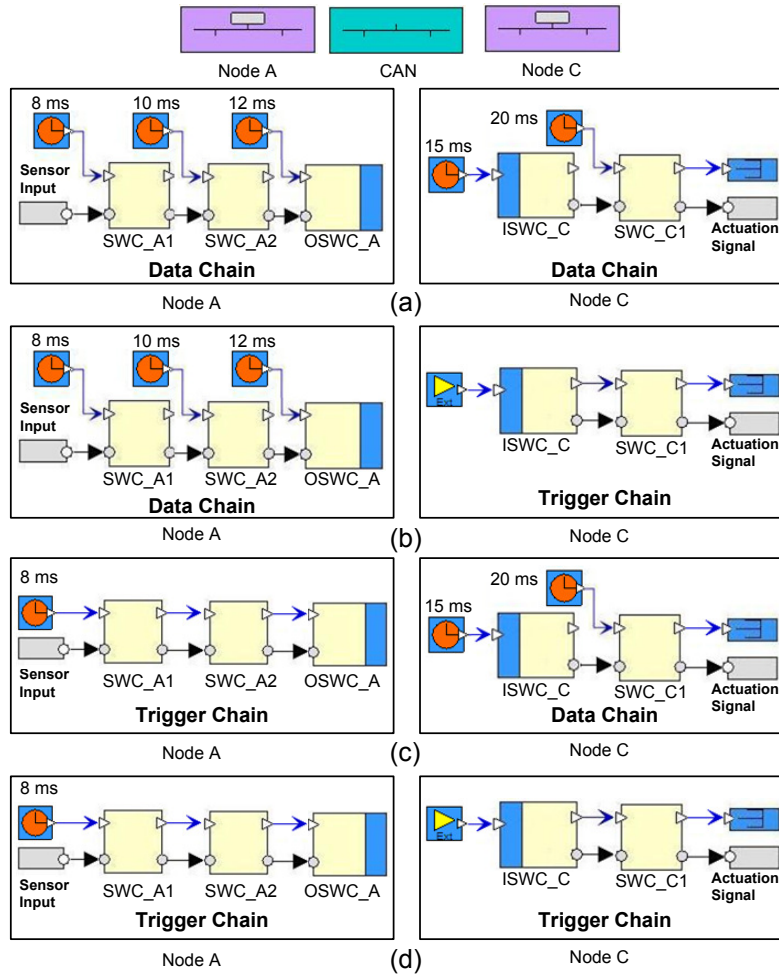 Node A
CAN
Node C
8 ms
10 ms
12 ms
Sensor
Input
SWC_A1
SWC_A2
OSWC_A
Data Chain
Node A
15 ms
20 ms
ISWC_C
SWC_C1
Actuation
Signal
Data Chain
Node C
(a)
8 ms
10 ms
12 ms
Sensor
Input
SWC_A1
SWC_A2
OSWC_A
Data Chain
Node A
Ext
ISWC_C
SWC_C1
Actuation
Signal
Trigger Chain
Node C
(b)
8 ms
Sensor
Input
SWC_A1
SWC_A2
OSWC_A
Trigger Chain
Node A
15 ms
20 ms
ISWC_C
SWC_C1
Actuation
Signal
Data Chain
Node C
(c)
8 ms
Sensor
Input
SWC_A1
SWC_A2
OSWC_A
Trigger Chain
Node A
Ext
ISWC_C
SWC_C1
Actuation
Signal
Trigger Chain
Node C
(d)